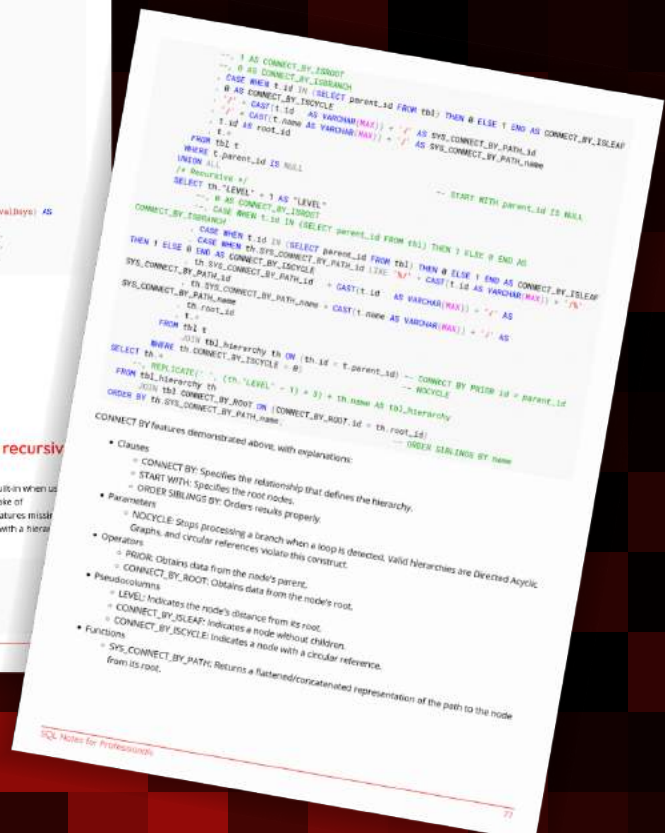 valDays) AS
recursiv
uilt-in when us
ke of
atures missin
with a hierar
--, 1 AS CONNECT_BY_ISROOT
--, 0 AS CONNECT_BY_ISBRANCH
, CASE WHEN t.id IN (SELECT parent_id FROM tbl) THEN 0 ELSE 1 END AS CONNECT_BY_ISLEAF
, 0 AS CONNECT_BY_ISCYCLE
, '/' + CAST(t.id AS VARCHAR(MAX)) + '/' AS SYS_CONNECT_BY_PATH_id
, '/' + CAST(t.name AS VARCHAR(MAX)) + '/' AS SYS_CONNECT_BY_PATH_name
, t.id AS root_id
, t.*
FROM tbl t
WHERE t.parent_id IS NULL -- START WITH parent_id IS NULL
UNION ALL
/* Recursive */
SELECT th."LEVEL" + 1 AS "LEVEL"
--, 0 AS CONNECT_BY_ISROOT
--, CASE WHEN t.id IN (SELECT parent_id FROM tbl) THEN 1 ELSE 0 END AS
CONNECT_BY_ISBRANCH
, CASE WHEN t.id IN (SELECT parent_id FROM tbl) THEN 0 ELSE 1 END AS CONNECT_BY_ISLEAF
, CASE WHEN th.SYS_CONNECT_BY_PATH_id LIKE '%/' + CAST(t.id AS VARCHAR(MAX)) + '/%'
THEN 1 ELSE 0 END AS CONNECT_BY_ISCYCLE
, th.SYS_CONNECT_BY_PATH_id + CAST(t.id AS VARCHAR(MAX)) + '/' AS
SYS_CONNECT_BY_PATH_id
, th.SYS_CONNECT_BY_PATH_name + CAST(t.name AS VARCHAR(MAX)) + '/' AS
SYS_CONNECT_BY_PATH_name
, th.root_id
, t.*
FROM tbl t
JOIN tbl_hierarchy th ON (th.id = t.parent_id) -- CONNECT BY PRIOR id = parent_id
WHERE th.CONNECT_BY_ISCYCLE = 0) -- NOCYCLE
SELECT th.*
--, REPLICATE(' ', (th."LEVEL" - 1) * 3) + th.name AS tbl_hierarchy
FROM tbl_hierarchy th
JOIN tbl CONNECT_BY_ROOT ON (CONNECT_BY_ROOT.id = th.root_id)
ORDER BY th.SYS_CONNECT_BY_PATH_name; -- ORDER SIBLINGS BY name
CONNECT BY features demonstrated above, with explanations:
• Clauses
◦ CONNECT BY: Specifies the relationship that defines the hierarchy.
◦ START WITH: Specifies the root nodes.
◦ ORDER SIBLINGS BY: Orders results properly.
• Parameters
◦ NOCYCLE: Stops processing a branch when a loop is detected. Valid hierarchies are Directed Acyclic
Graphs, and circular references violate this construct.
• Operators
◦ PRIOR: Obtains data from the node's parent.
◦ CONNECT_BY_ROOT: Obtains data from the node's root.
• Pseudocolumns
◦ LEVEL: Indicates the node's distance from its root.
◦ CONNECT_BY_ISLEAF: Indicates a node without children.
◦ CONNECT_BY_ISCYCLE: Indicates a node with a circular reference.
• Functions
◦ SYS_CONNECT_BY_PATH: Returns a flattened/concatenated representation of the path to the node
from its root.
SQL Notes for Professionals
77